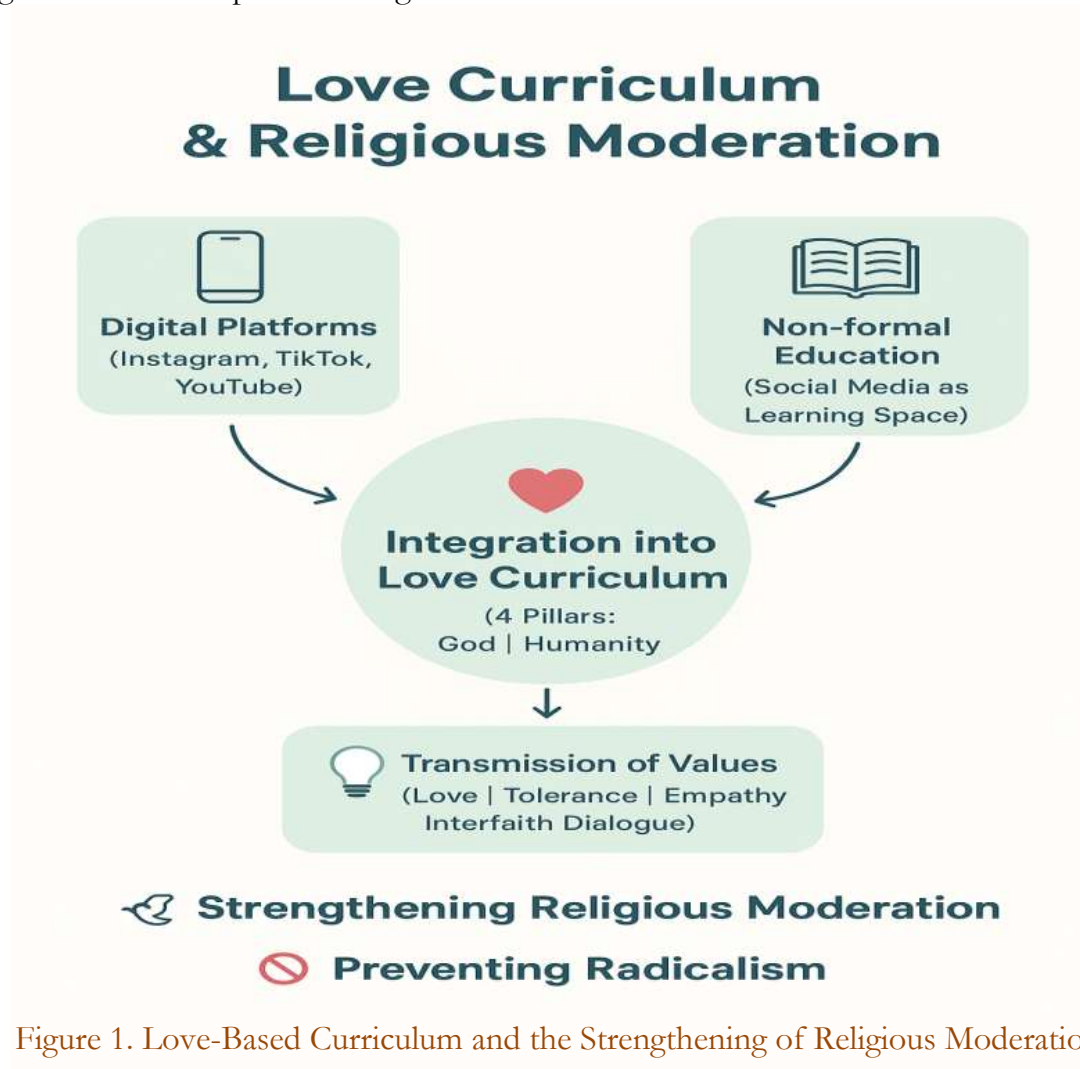 Love Curriculum
& Religious Moderation
Digital Platforms
(Instagram, TikTok,
YouTube)
Non-formal
Education
(Social Media as
Learning Space)
Integration into
Love Curriculum
(4 Pillars:
God | Humanity
Transmission of Values
(Love | Tolerance | Empathy
Interfaith Dialogue)
Strengthening Religious Moderation
Preventing Radicalism
Figure 1. Love-Based Curriculum and the Strengthening of Religious Moderatio